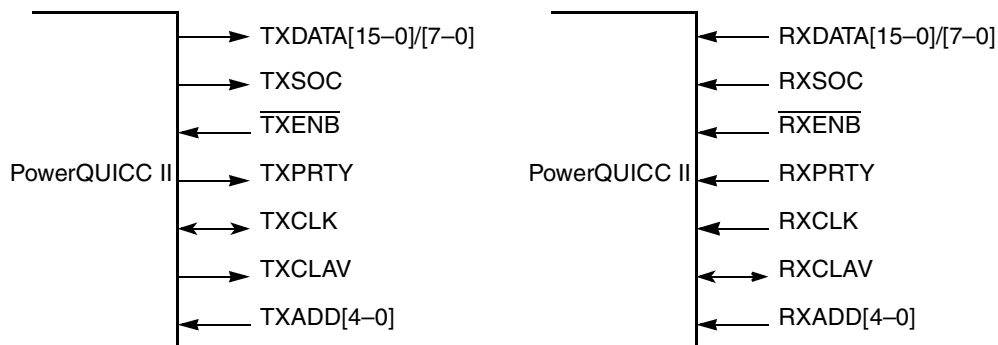 TXDATA[15–0]/[7–0]
TXSOC
TXENB
PowerQUICC II
TXPRTY
TXCLK
TXCLAV
TXADD[4–0]
RXDATA[15–0]/[7–0]
RXSOC
RXENB
PowerQUICC II
RXPRTY
RXCLK
RXCLAV
RXADD[4–0]